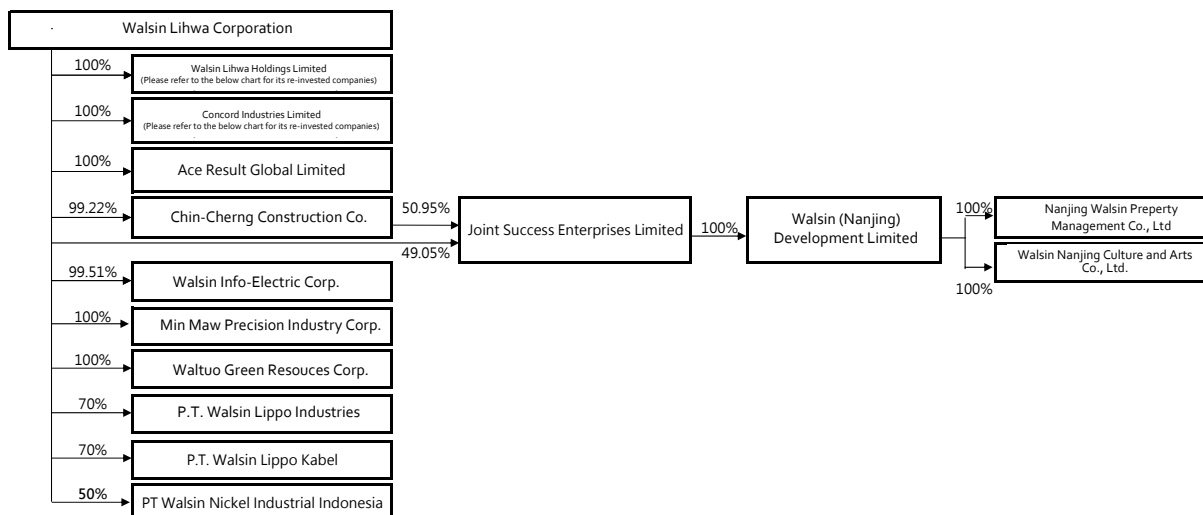 Walsin Lihwa Corporation
100%
Walsin Lihwa Holdings Limited
(Please refer to the below chart for its re-invested companies)
100%
Concord Industries Limited
(Please refer to the below chart for its re-invested companies)
100%
Ace Result Global Limited
99.22%
Chin-Cherng Construction Co.
50.95%
49.05%
Joint Success Enterprises Limited
100%
Walsin (Nanjing)
Development Limited
100%
Nanjing Walsin Preperty
Management Co., Ltd
Walsin Nanjing Culture and Arts
Co., Ltd.
100%
99.51%
Walsin Info-Electric Corp.
100%
Min Maw Precision Industry Corp.
100%
Waltuo Green Resouces Corp.
70%
P.T. Walsin Lippo Industries
70%
P.T. Walsin Lippo Kabel
50%
PT Walsin Nickel Industrial Indonesia